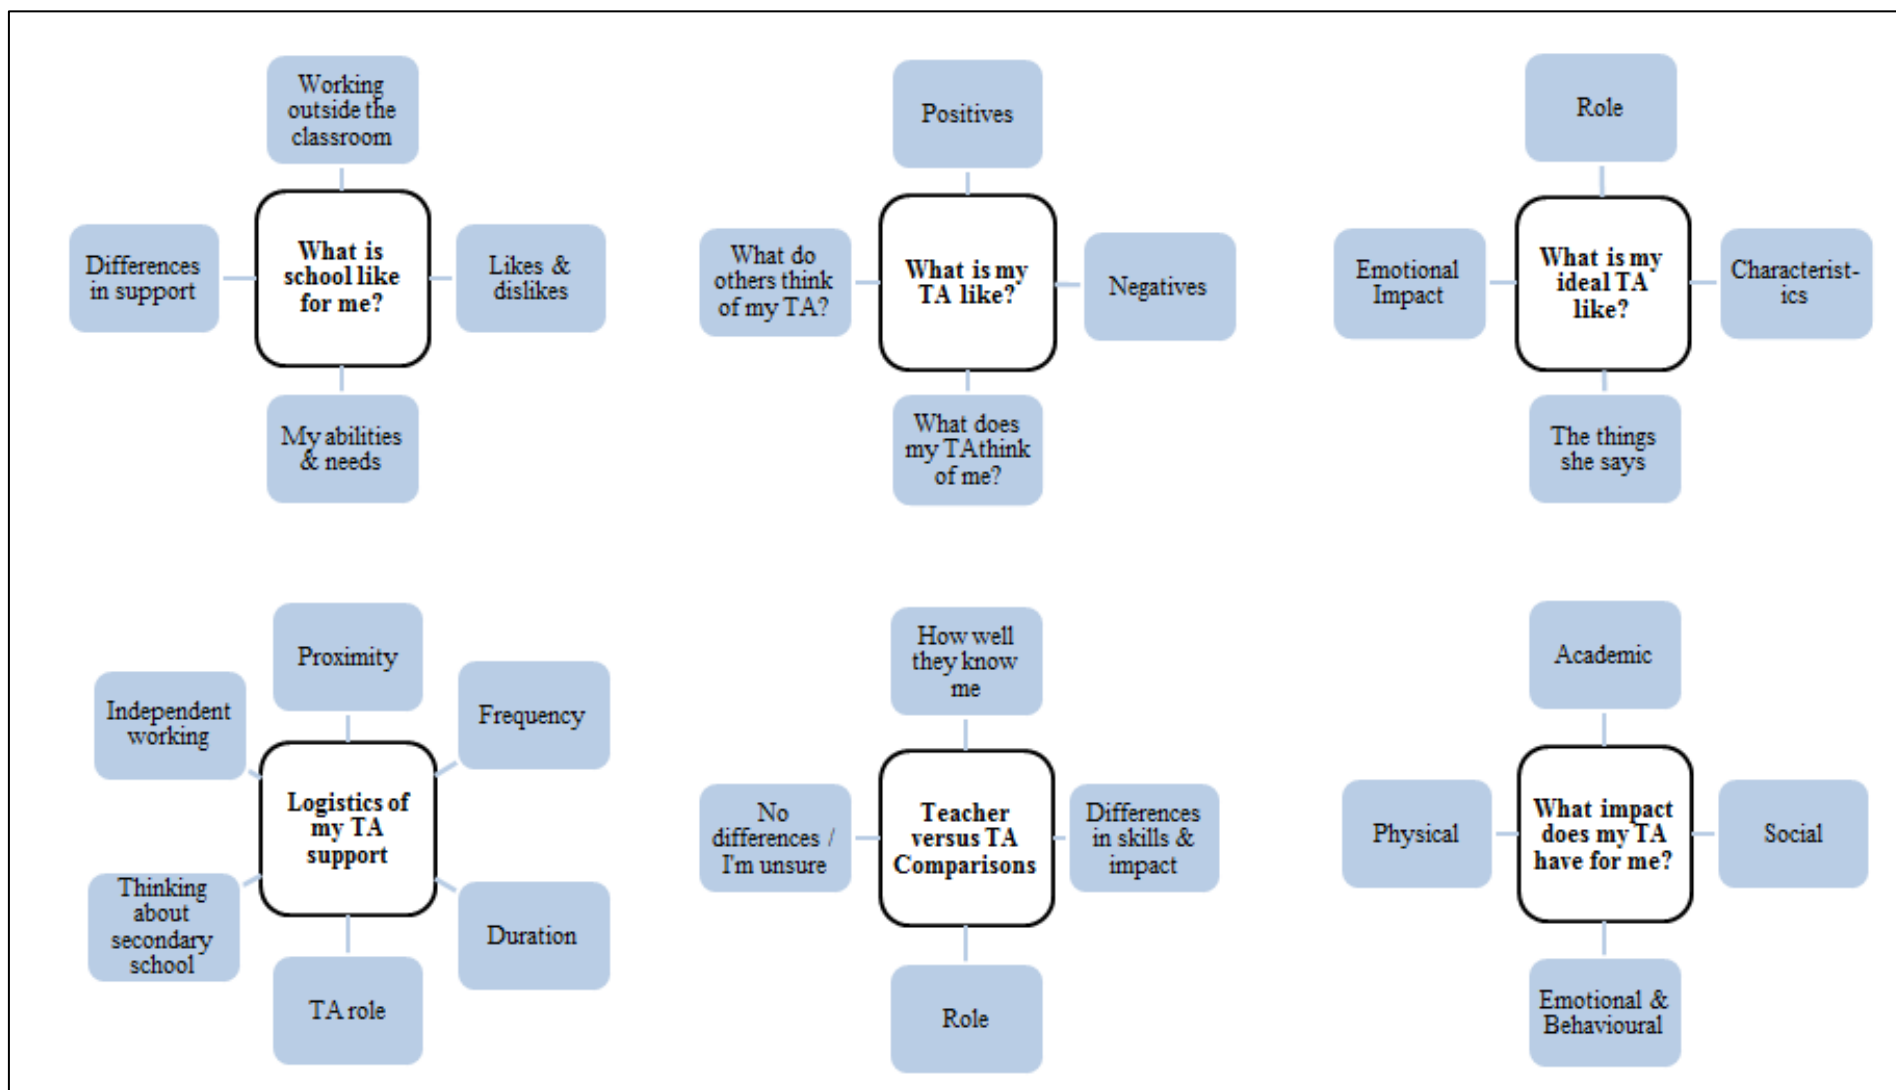 Working
outside the
classroom
Differences
in support
What is
school like
for me?
Likes &
dislikes
My abilities
& needs
Positives
What do
others think
of my TA?
What is my
TA like?
Negatives
What does
my TAthink
of me?
Role
Emotional
Impact
What is my
ideal TA
like?
Characterist-
ics
The things
she says
Proximity
Independent
working
Frequency
Logistics of
my TA
support
Thinking
about
secondary
school
Duration
TA role
How well
they know
me
No
differences /
I'm unsure
Teacher
versus TA
Comparisons
Differences
in skills &
impact
Role
Academic
Physical
What impact
does my TA
have for me?
Social
Emotional &
Behavioural